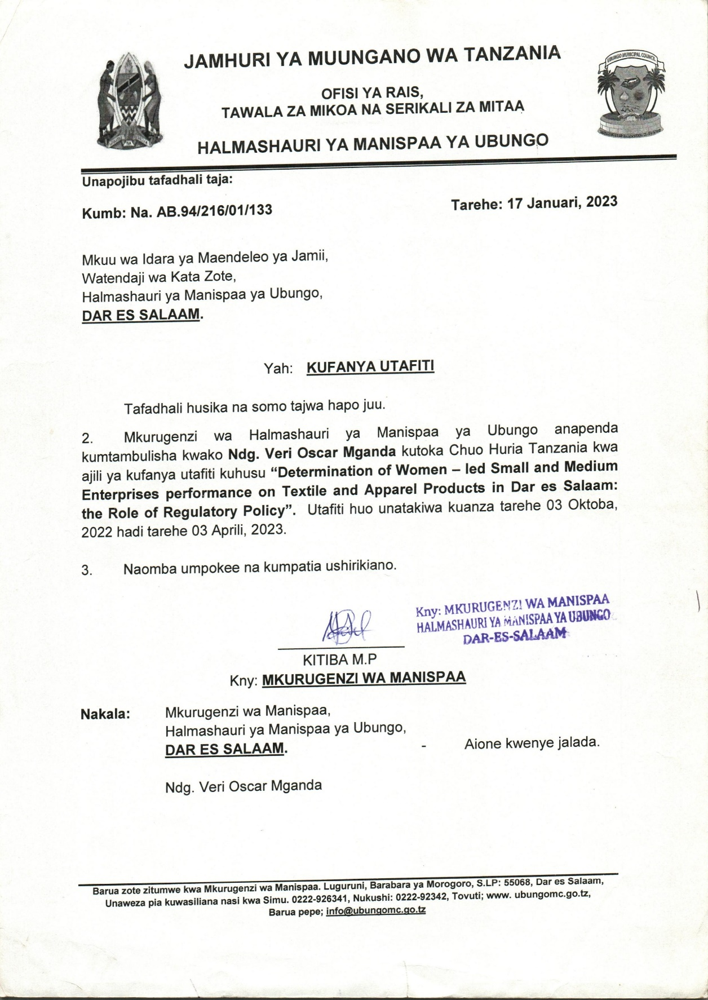 JAMHURI YA MUUNGANO WA TANZANIA
UBUNGO MUNICIPAL COUNCIL
OFISI YA RAIS,
TAWALA ZA MIKOA NA SERIKALI ZA MITAA
HALMASHAURI YA MANISPAA YA UBUNGO
Unapojibu tafadhali taja:
Kumb: Na. AB.94/216/01/133 Tarehe: 17 Januari, 2023
Mkuu wa Idara ya Maendeleo ya Jamii,
Watendaji wa Kata Zote,
Halmashauri ya Manispaa ya Ubungo,
DAR ES SALAAM.
Yah: KUFANYA UTAFITI
Tafadhali husika na somo tajwa hapo juu.
2. Mkurugenzi wa Halmashauri ya Manispaa ya Ubungo anapenda
kumtambulisha kwako Ndg. Veri Oscar Mganda kutoka Chuo Huria Tanzania kwa
ajili ya kufanya utafiti kuhusu “Determination of Women – led Small and Medium
Enterprises performance on Textile and Apparel Products in Dar es Salaam:
the Role of Regulatory Policy”. Utafiti huo unatakiwa kuanza tarehe 03 Oktoba,
2022 hadi tarehe 03 Aprili, 2023.
3. Naomba umpokee na kumpatia ushirikiano.
Kny: MKURUGENZI WA MANISPAA
HALMASHAURI YA MANISPAA YA UBUNGO
DAR-ES-SALAAM
KITIBA M.P
Kny: MKURUGENZI WA MANISPAA
Nakala: Mkurugenzi wa Manispaa,
Halmashauri ya Manispaa ya Ubungo,
DAR ES SALAAM. - Aione kwenye jalada.
Ndg. Veri Oscar Mganda
Barua zote zitumwe kwa Mkurugenzi wa Manispaa. Luguruni, Barabara ya Morogoro, S.LP: 55068, Dar es Salaam,
Unaweza pia kuwasiliana nasi kwa Simu. 0222-926341, Nukushi: 0222-92342, Tovuti; www. ubungomc.go.tz,
Barua pepe; info@ubungomc.go.tz